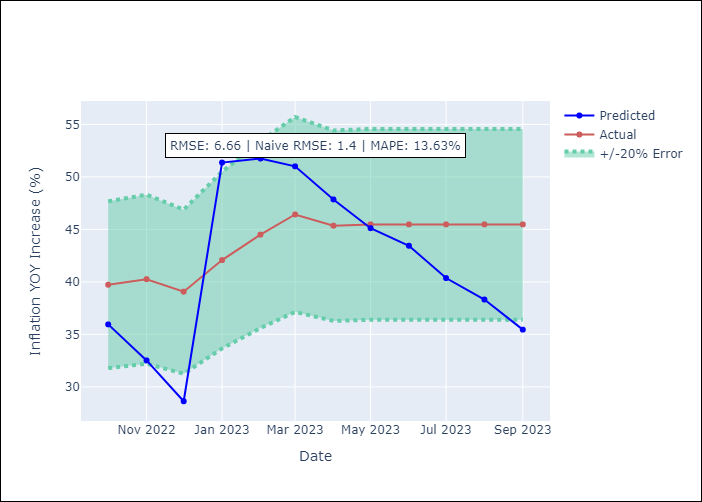 RMSE: 6.66 | Naive RMSE: 1.4 | MAPE: 13.63%
Predicted
Actual
+/-20% Error
Inflation YOY Increase (%)
55
50
45
40
35
30
Nov 2022 Jan 2023 Mar 2023 May 2023 Jul 2023 Sep 2023
Date